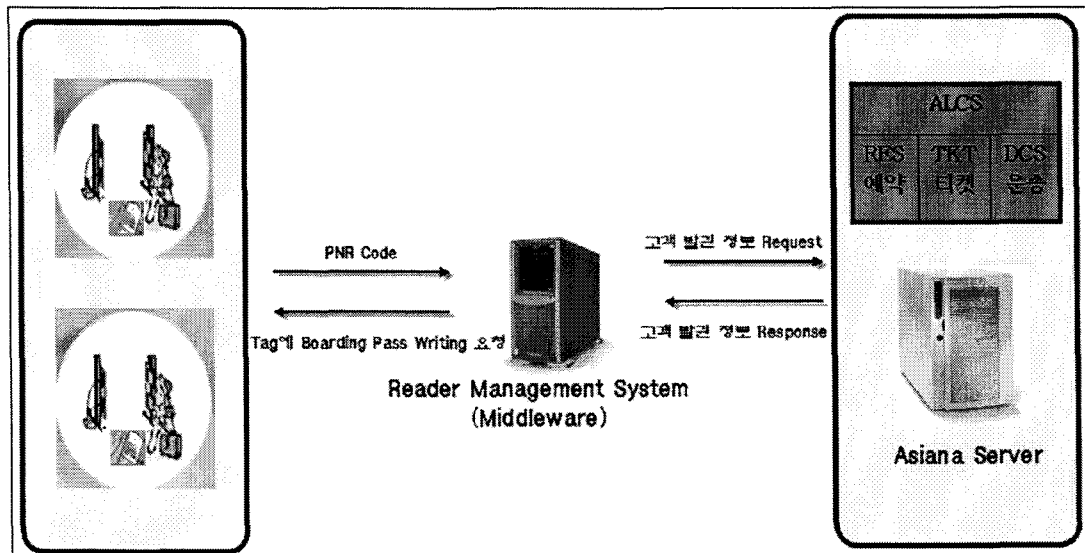 ALCS
RES TKT DCS
예약 티켓 운송
PNR Code
Tag에 Boarding Pass Writing 요청
고객 발권 정보 Request
고객 발권 정보 Response
Reader Management System
(Middleware)
Asiana Server